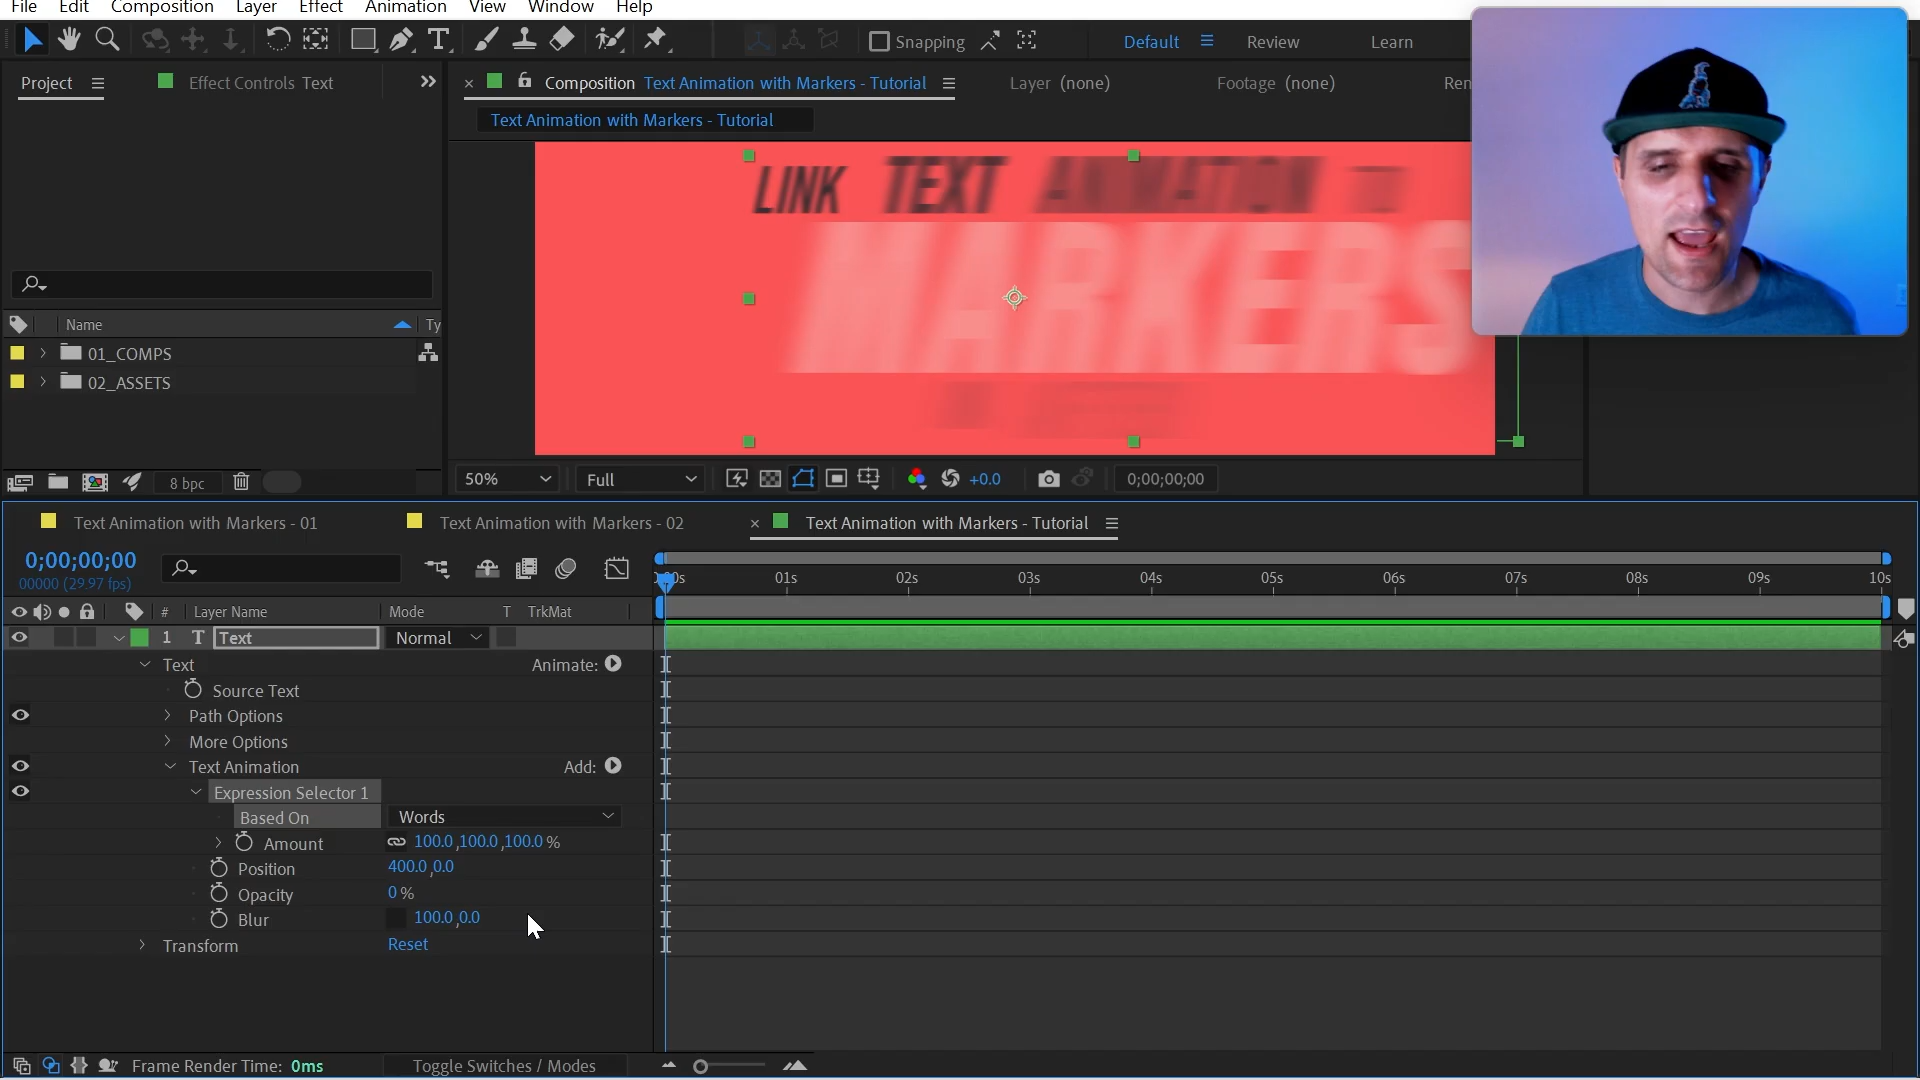 File Edit Composition Layer Effect Animation View Window Help
Snapping Default Review Learn
Project Effect Controls Text
Composition Text Animation with Markers - Tutorial Layer (none) Footage (none) Ren
Text Animation with Markers - Tutorial
LINK TEXT ANIMATION TO
MARKERS
Name Ty
01_COMPS
02_ASSETS
8 bpc 50% Full +0.0 0;00;00;00
Text Animation with Markers - 01 Text Animation with Markers - 02 Text Animation with Markers - Tutorial
0;00;00;00
00000 (29.97 fps)
01s 02s 03s 04s 05s 06s 07s 08s 09s 10s
# Layer Name Mode T TrkMat
1 T Text Normal
Text Animate:
Source Text
Path Options
More Options
Text Animation Add:
Expression Selector 1
Based On Words
Amount 100.0,100.0,100.0 %
Position 400.0,0.0
Opacity 0 %
Blur 100.0,0.0
Transform Reset
Frame Render Time: 0ms Toggle Switches / Modes